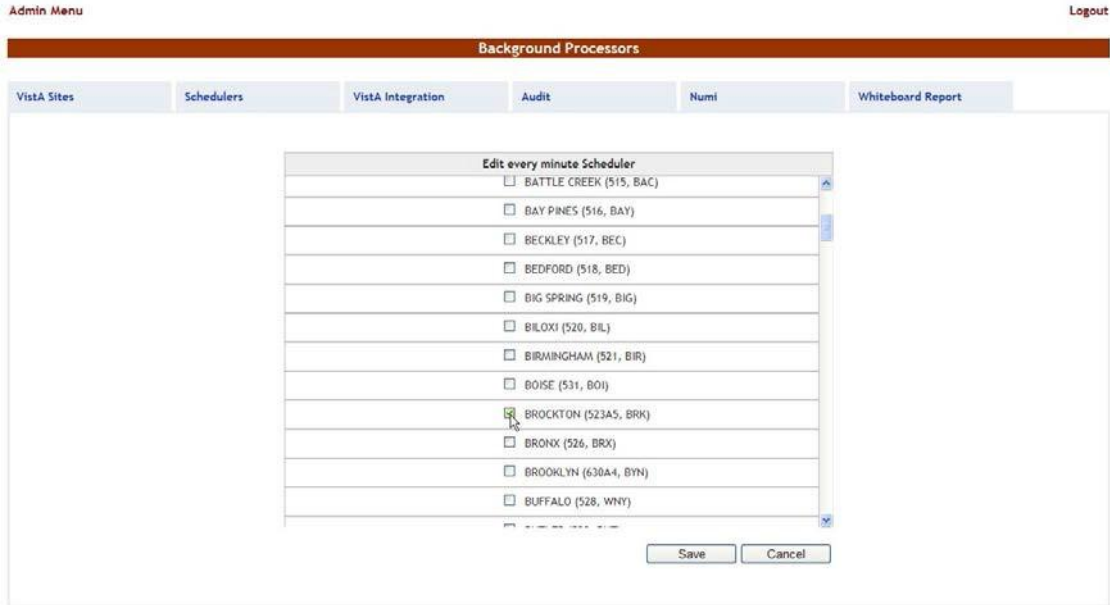 Admin Menu Logout
Background Processors
VistA Sites Schedulers VistA Integration Audit Numi Whiteboard Report
Edit every minute Scheduler
BATTLE CREEK (515, BAC)
BAY PINES (516, BAY)
BECKLEY (517, BEC)
BEDFORD (518, BED)
BIG SPRING (519, BIG)
BILOXI (520, BIL)
BIRMINGHAM (521, BIR)
BOISE (531, BOI)
BROCKTON (523A5, BRK)
BRONX (526, BRX)
BROOKLYN (630A4, BYN)
BUFFALO (528, WNY)
Save Cancel